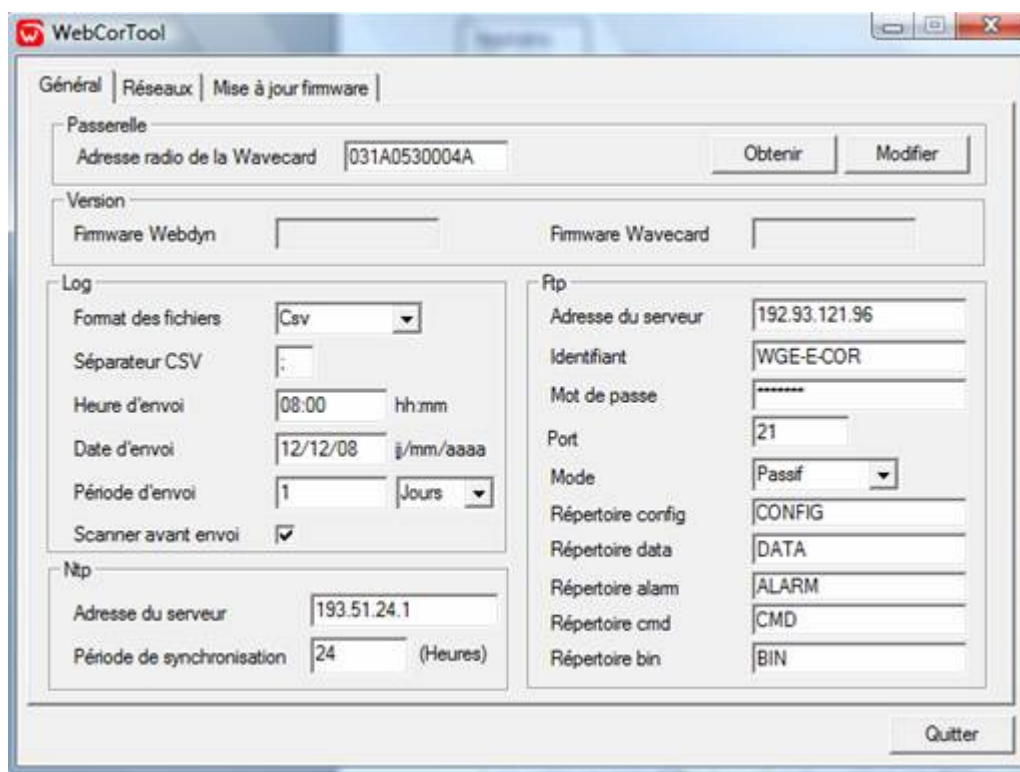 WebCorTool
Général Réseaux Mise à jour firmware
Passerelle
Adresse radio de la Wavecard 031A0530004A Obtenir Modifier
Version
Firmware Webdyn Firmware Wavecard
Log
Format des fichiers Csv
Séparateur CSV ;
Heure d'envoi 08:00 hh:mm
Date d'envoi 12/12/08 jj/mm/aaaa
Période d'envoi 1 Jours
Scanner avant envoi
Ntp
Adresse du serveur 193.51.24.1
Période de synchronisation 24 (Heures)
Ftp
Adresse du serveur 192.93.121.96
Identifiant WGE-E-COR
Mot de passe
Port 21
Mode Passif
Répertoire config CONFIG
Répertoire data DATA
Répertoire alarm ALARM
Répertoire cmd CMD
Répertoire bin BIN
Quitter